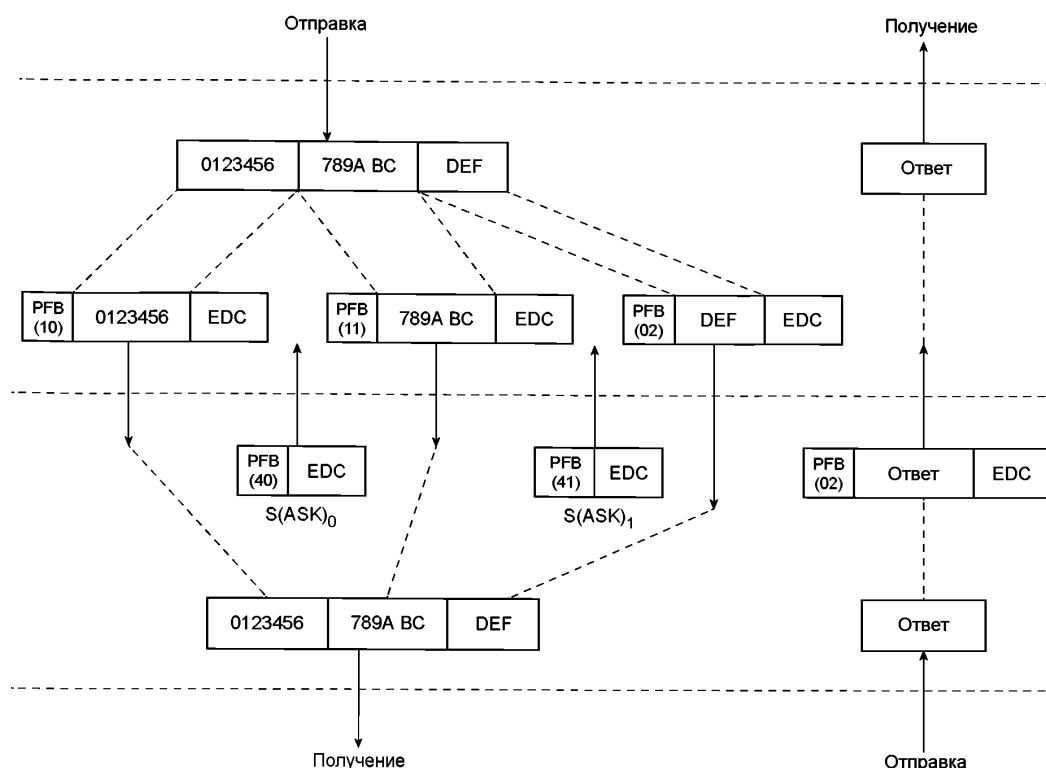 Отправка
Получение
0123456 789A BC DEF
Ответ
PFB (10) 0123456 EDC
PFB (11) 789A BC EDC
PFB (02) DEF EDC
PFB (40) EDC
S(ASK)0
PFB (41) EDC
S(ASK)1
PFB (02) Ответ EDC
0123456 789A BC DEF
Ответ
Получение
Отправка